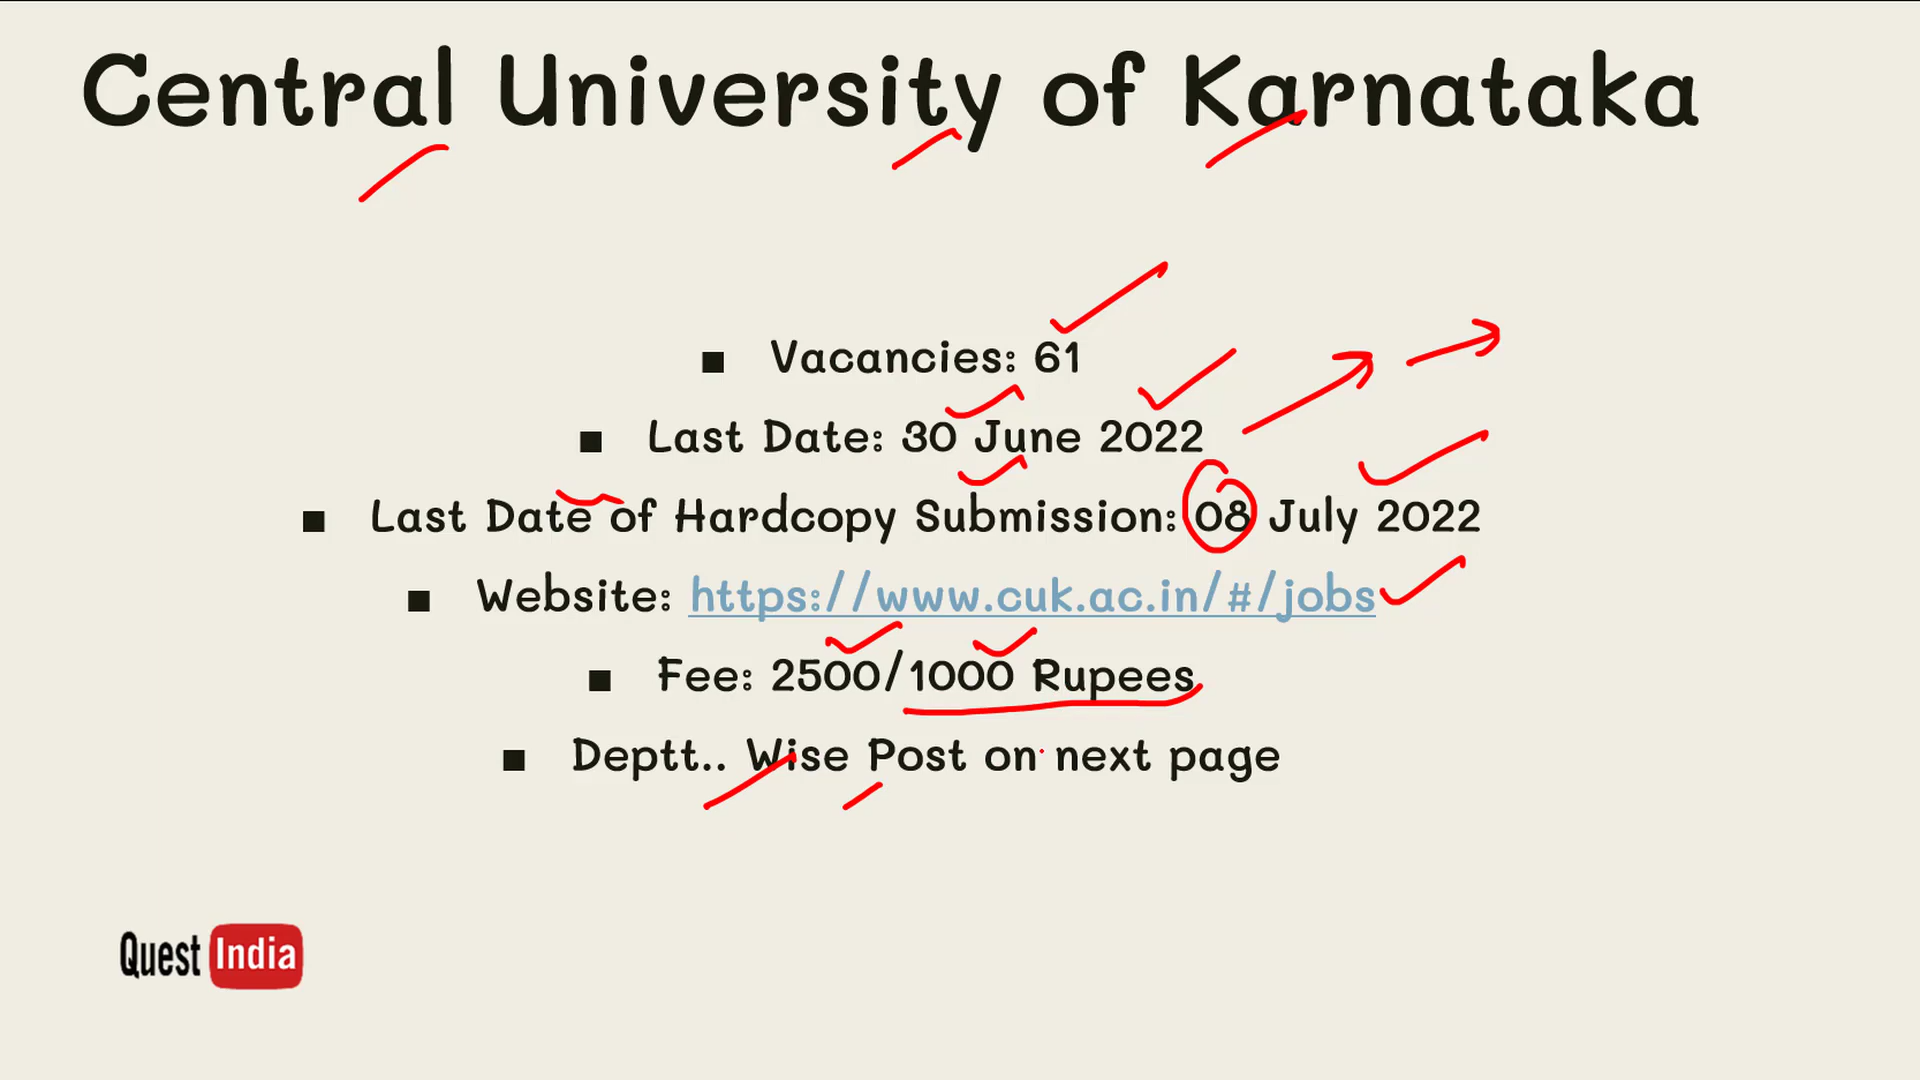 Central University of Karnataka
Vacancies: 61
Last Date: 30 June 2022
Last Date of Hardcopy Submission: 08 July 2022
Website: https://www.cuk.ac.in/#/jobs
Fee: 2500/1000 Rupees
Deptt.. Wise Post on next page
Quest India